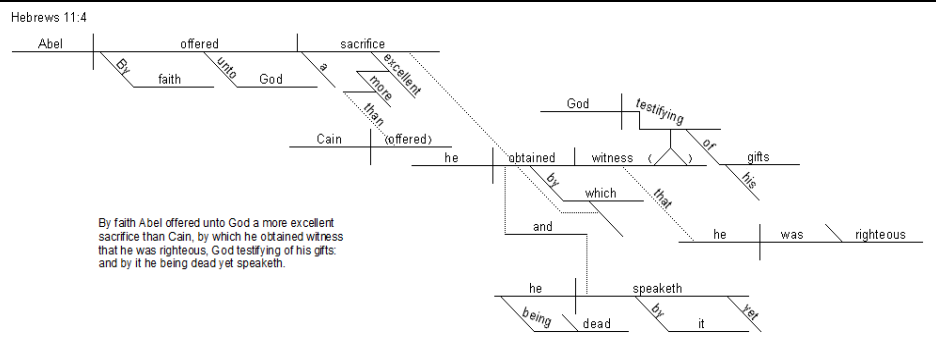 Hebrews 11:4
Abel offered sacrifice
By faith unto God a more excellent
than
Cain (offered)
God testifying
of gifts
his
he obtained witness ( )
by which
that
he was righteous
and
By faith Abel offered unto God a more excellent
sacrifice than Cain, by which he obtained witness
that he was righteous, God testifying of his gifts:
and by it he being dead yet speaketh.
he speaketh
being dead by it yet